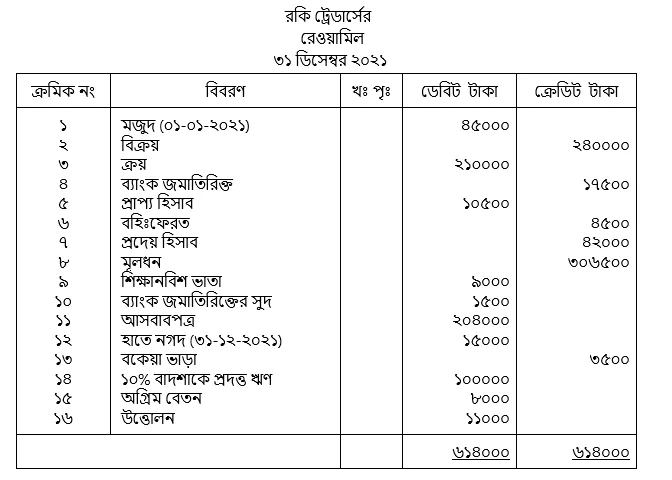 রকি ট্রেডার্সের
রেওয়ামিল
৩১ ডিসেম্বর ২০২১
ক্রমিক নং বিবরণ খঃ পৃঃ ডেবিট টাকা ক্রেডিট টাকা
১ মজুদ (০১-০১-২০২১) ৪৫০০০
২ বিক্রয় ২৪০০০০
৩ ক্রয় ২১০০০০
৪ ব্যাংক জমাতিরিক্ত ১৭৫০০
৫ প্রাপ্য হিসাব ১০৫০০
৬ বহিঃফেরত ৪৫০০
৭ প্রদেয় হিসাব ৪২০০০
৮ মূলধন ৩০৬৫০০
৯ শিক্ষানবিশ ভাতা ৯০০০
১০ ব্যাংক জমাতিরিক্তের সুদ ১৫০০
১১ আসবাবপত্র ২০৪০০০
১২ হাতে নগদ (৩১-১২-২০২১) ১৫০০০
১৩ বকেয়া ভাড়া ৩৫০০
১৪ ১০% বাদশাকে প্রদত্ত ঋণ ১০০০০০
১৫ অগ্রিম বেতন ৮০০০
১৬ উত্তোলন ১১০০০
৬১৪০০০ ৬১৪০০০